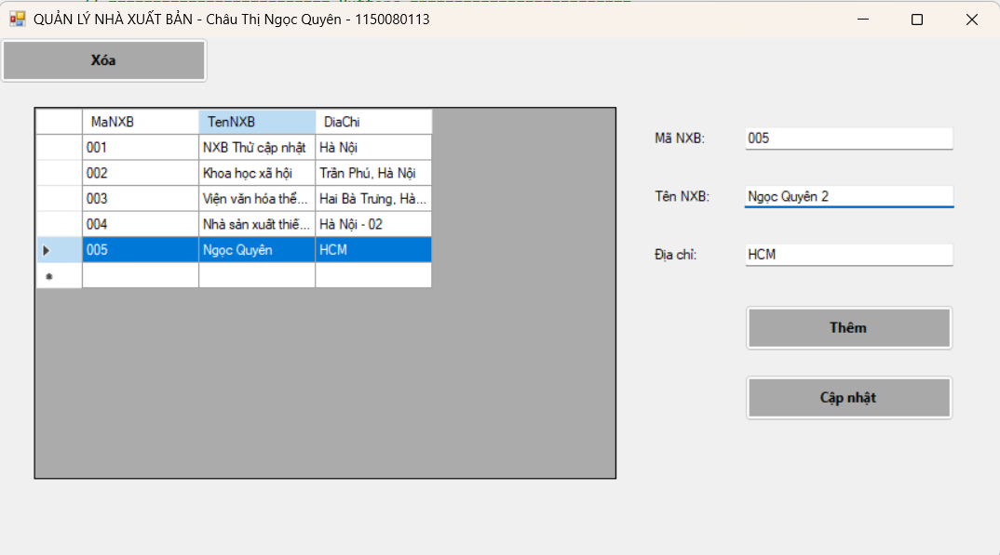 QUẢN LÝ NHÀ XUẤT BẢN - Châu Thị Ngọc Quyên - 1150080113
Xóa
MaNXB TenNXB DiaChi
001 NXB Thử cập nhật Hà Nội
002 Khoa học xã hội Trần Phú, Hà Nội
003 Viện văn hóa thể... Hai Bà Trưng, Hà...
004 Nhà sản xuất thiế... Hà Nội - 02
005 Ngọc Quyên HCM
Mã NXB: 005
Tên NXB: Ngọc Quyên 2
Địa chỉ: HCM
Thêm
Cập nhật